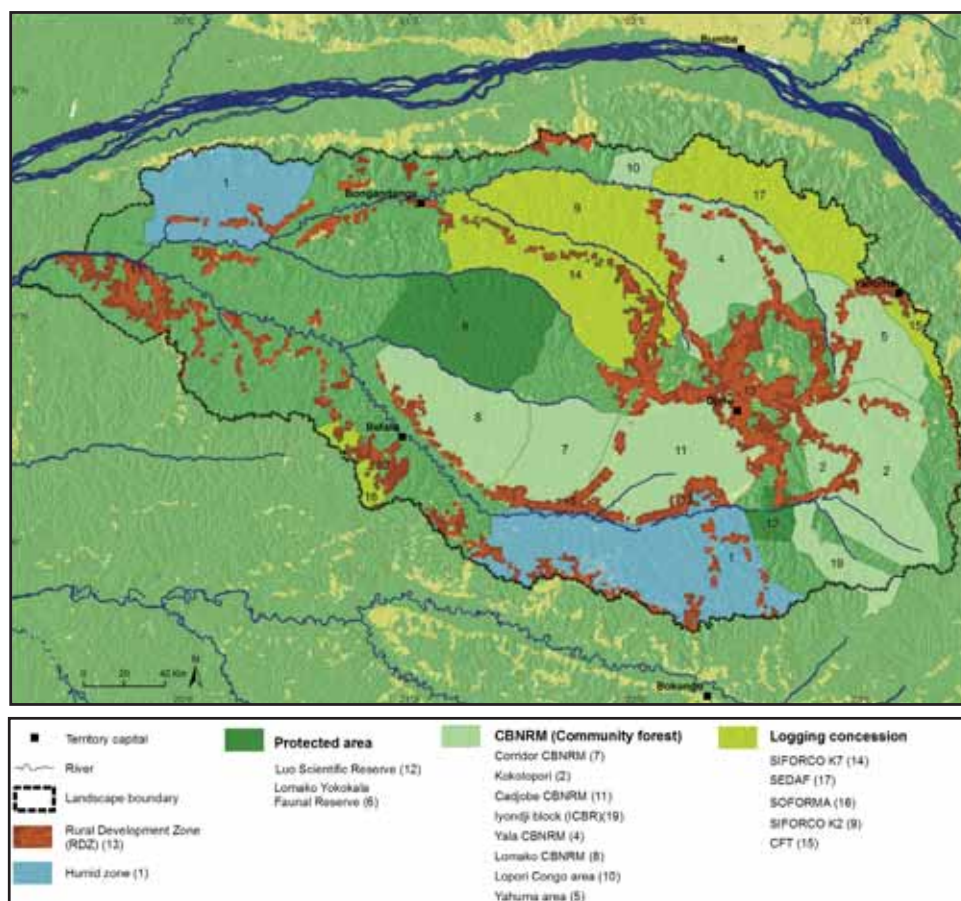 Bumba
1
10
17
Bongandanga
9
4
14
15
5
6
13
Djolu
8
7
11
Befale
2
2
16
12
1
19
0 20 40 Km
N
Bokungu
Territory capital
River
Landscape boundary
Rural Development Zone
(RDZ) (13)
Humid zone (1)
Protected area
Luo Scientific Reserve (12)
Lomako Yokokala
Faunal Reserve (6)
CBNRM (Community forest)
Corridor CBNRM (7)
Kokolopori (2)
Cadjobe CBNRM (11)
Iyondji block (ICBR)(19)
Yala CBNRM (4)
Lomako CBNRM (8)
Lopori Congo area (10)
Yahuma area (5)
Logging concession
SIFORCO K7 (14)
SEDAF (17)
SOFORMA (16)
SIFORCO K2 (9)
CFT (15)